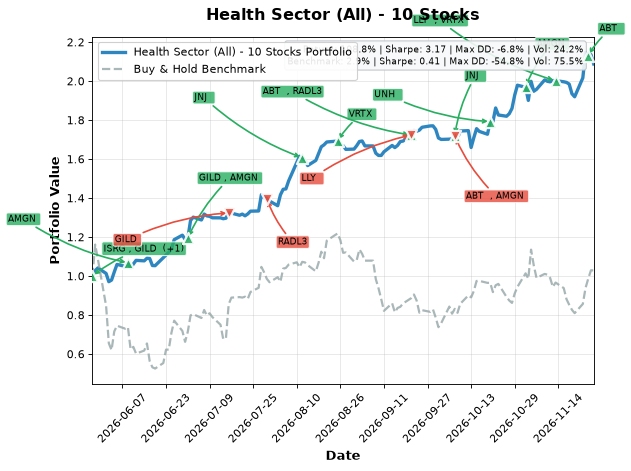 Health Sector (All) - 10 Stocks
Health Sector (All) - 10 Stocks Portfolio
Buy & Hold Benchmark
.8% | Sharpe: 3.17 | Max DD: -6.8% | Vol: 24.2%
Benchmark: 2.9% | Sharpe: 0.41 | Max DD: -54.8% | Vol: 75.5%
ABT
JNJ
ABT , RADL3
UNH
JNJ
VRTX
LLY
GILD , AMGN
ABT , AMGN
AMGN
GILD
ISRG , GILD (+1)
RADL3
Portfolio Value
2.2
2.0
1.8
1.6
1.4
1.2
1.0
0.8
0.6
2026-06-07
2026-06-23
2026-07-09
2026-07-25
2026-08-10
2026-08-26
2026-09-11
2026-09-27
2026-10-13
2026-10-29
2026-11-14
Date